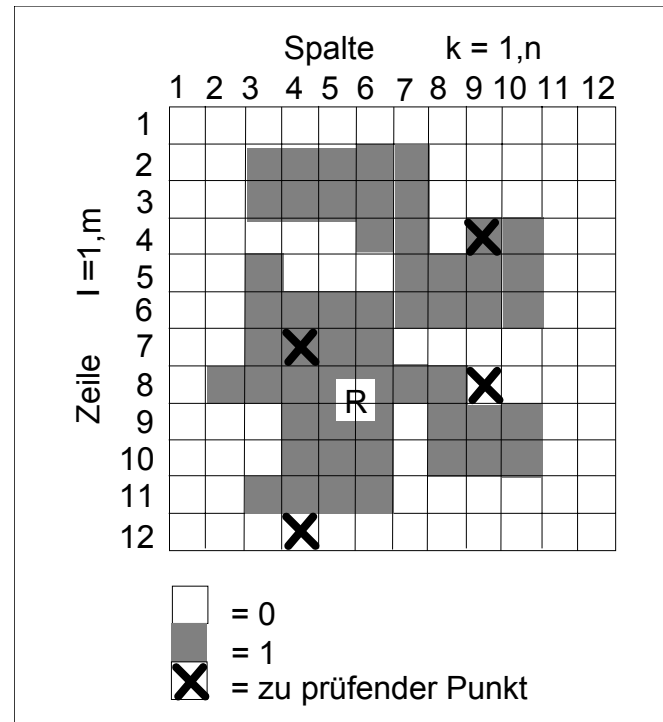 Spalte k = 1,n
1 2 3 4 5 6 7 8 9 10 11 12
Zeile I =1,m
1
2
3
4
5
6
7
8
R
9
10
11
12
= 0
= 1
= zu prüfender Punkt